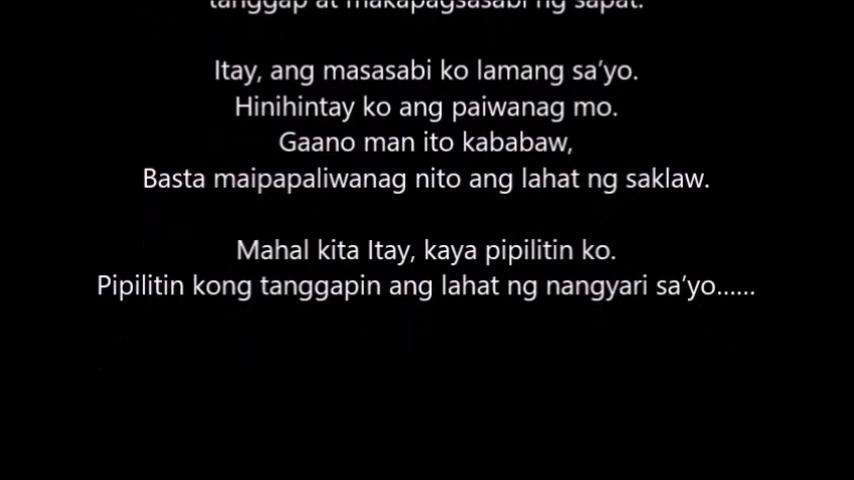 tanggap at makapagsasabi ng sapat.
Itay, ang masasabi ko lamang sa’yo.
Hinihintay ko ang paiwanag mo.
Gaano man ito kababaw,
Basta maipapaliwanag nito ang lahat ng saklaw.
Mahal kita Itay, kaya pipilitin ko.
Pipilitin kong tanggapin ang lahat ng nangyari sa’yo……